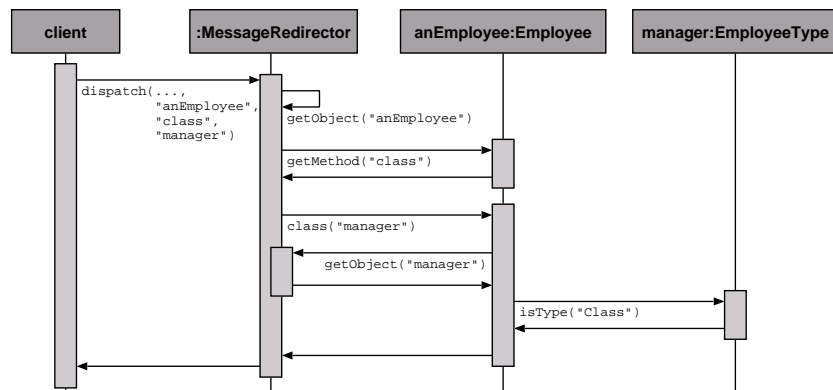 client
:MessageRedirector
anEmployee:Employee
manager:EmployeeType
dispatch(...,
"anEmployee",
"class",
"manager")
getObject("anEmployee")
getMethod("class")
class("manager")
getObject("manager")
isType("Class")